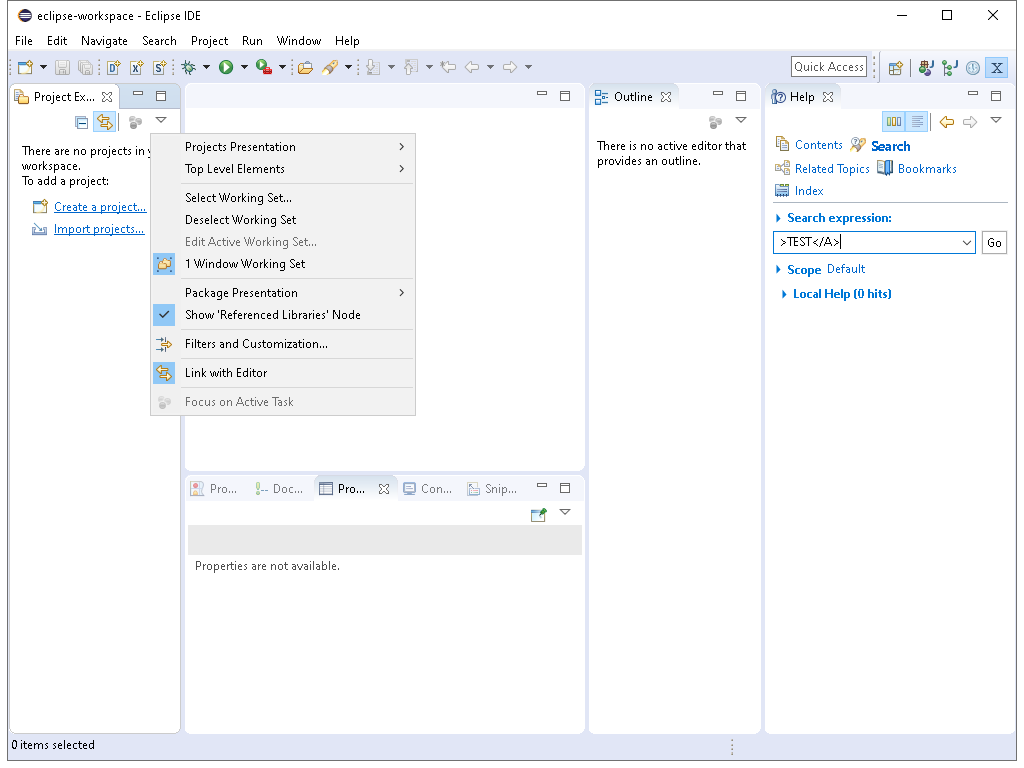 eclipse-workspace - Eclipse IDE
File Edit Navigate Search Project Run Window Help
Quick Access
Project Ex...
There are no projects in
workspace.
To add a project:
Create a project...
Import projects...
Projects Presentation
Top Level Elements
Select Working Set...
Deselect Working Set
Edit Active Working Set...
1 Window Working Set
Package Presentation
Show 'Referenced Libraries' Node
Filters and Customization...
Link with Editor
Focus on Active Task
Outline
There is no active editor that
provides an outline.
Help
Contents Search
Related Topics Bookmarks
Index
Search expression:
>TEST</A> Go
Scope Default
Local Help (0 hits)
Pro... Doc... Pro... Con... Snip...
Properties are not available.
0 items selected